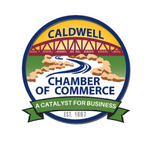 CALDWELL
CHAMBER
OF COMMERCE
A CATALYST FOR BUSINESS
EST. 1897